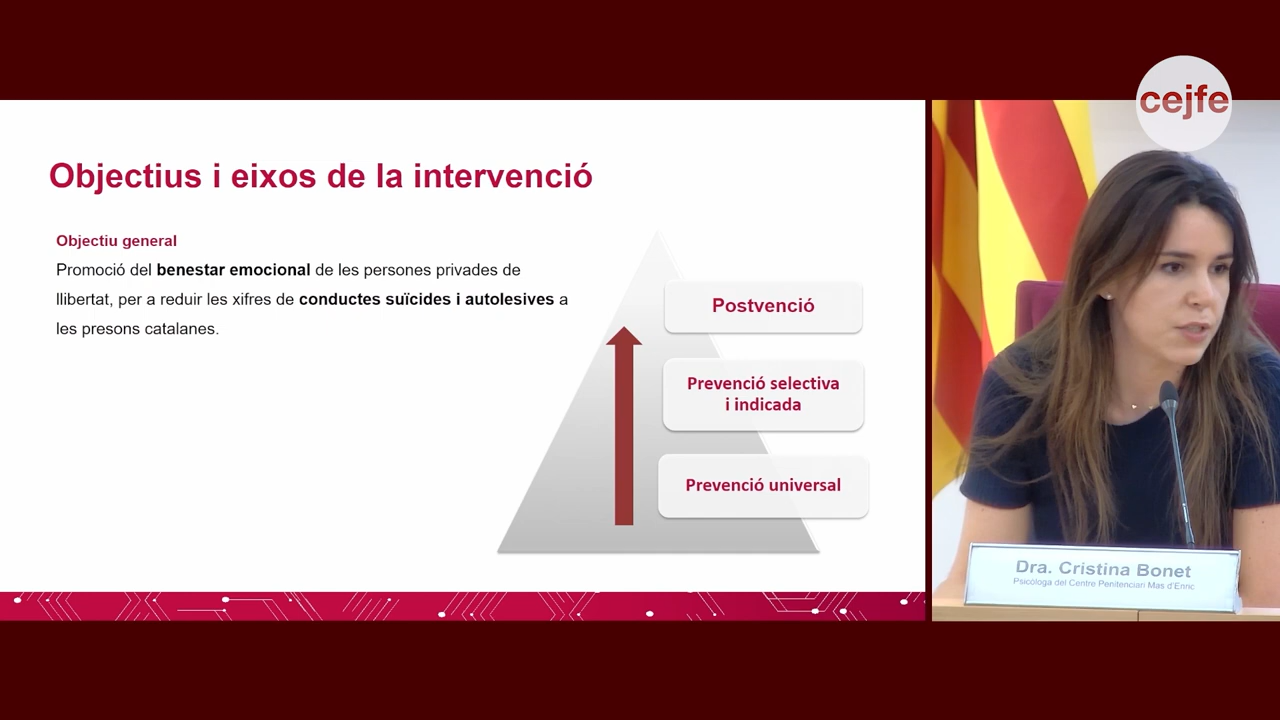 cejfe
Objectius i eixos de la intervenció
Objectiu general
Promoció del benestar emocional de les persones privades de
llibertat, per a reduir les xifres de conductes suïcides i autolesives a
les presons catalanes.
Postvenció
Prevenció selectiva
i indicada
Prevenció universal
Dra. Cristina Bonet
Psicòloga del Centre Penitenciari Mas d'Enric